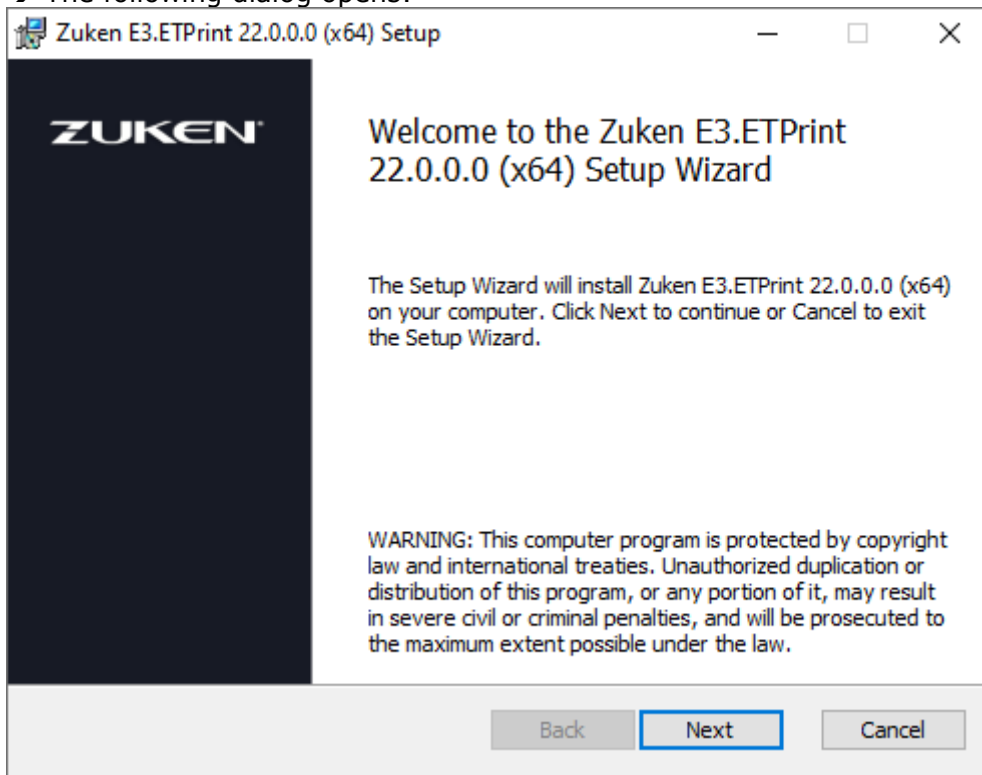 The following dialog opens:
Zuken E3.ETPrint 22.0.0.0 (x64) Setup
ZUKEN
Welcome to the Zuken E3.ETPrint
22.0.0.0 (x64) Setup Wizard
The Setup Wizard will install Zuken E3.ETPrint 22.0.0.0 (x64)
on your computer. Click Next to continue or Cancel to exit
the Setup Wizard.
WARNING: This computer program is protected by copyright
law and international treaties. Unauthorized duplication or
distribution of this program, or any portion of it, may result
in severe civil or criminal penalties, and will be prosecuted to
the maximum extent possible under the law.
Back Next Cancel